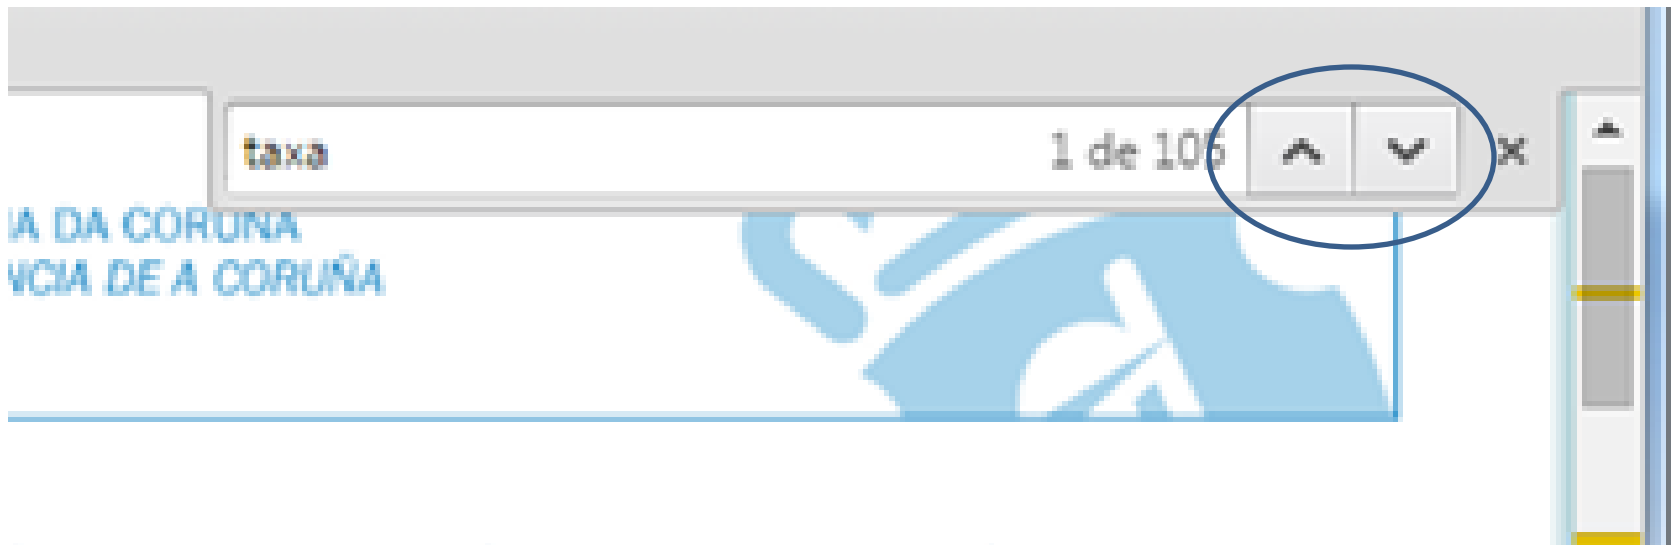 taxa 1 de 105
A DA CORUÑA
NCIA DE A CORUÑA